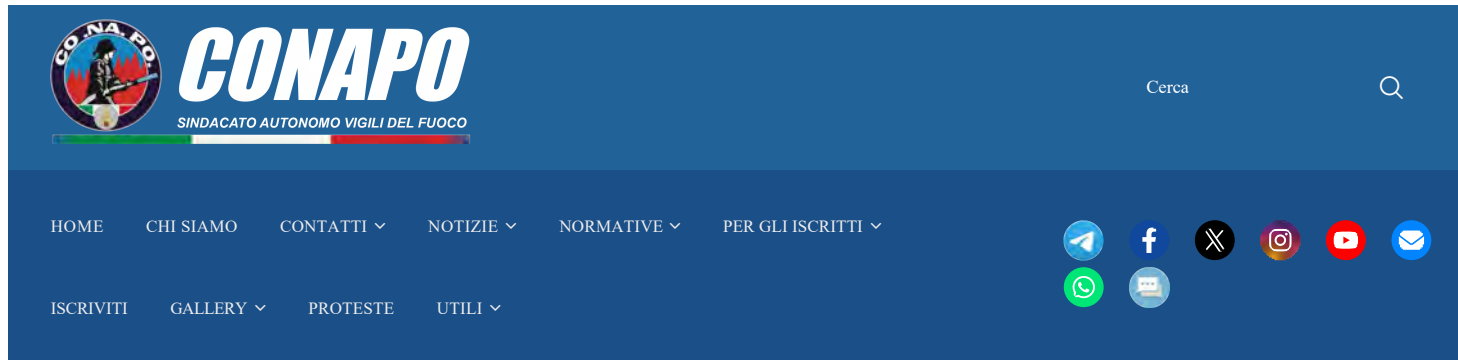 CO.NA.PO.
CONAPO
SINDACATO AUTONOMO VIGILI DEL FUOCO
Cerca
HOME CHI SIAMO CONTATTI NOTIZIE NORMATIVE PER GLI ISCRITTI
ISCRIVITI GALLERY PROTESTE UTILI